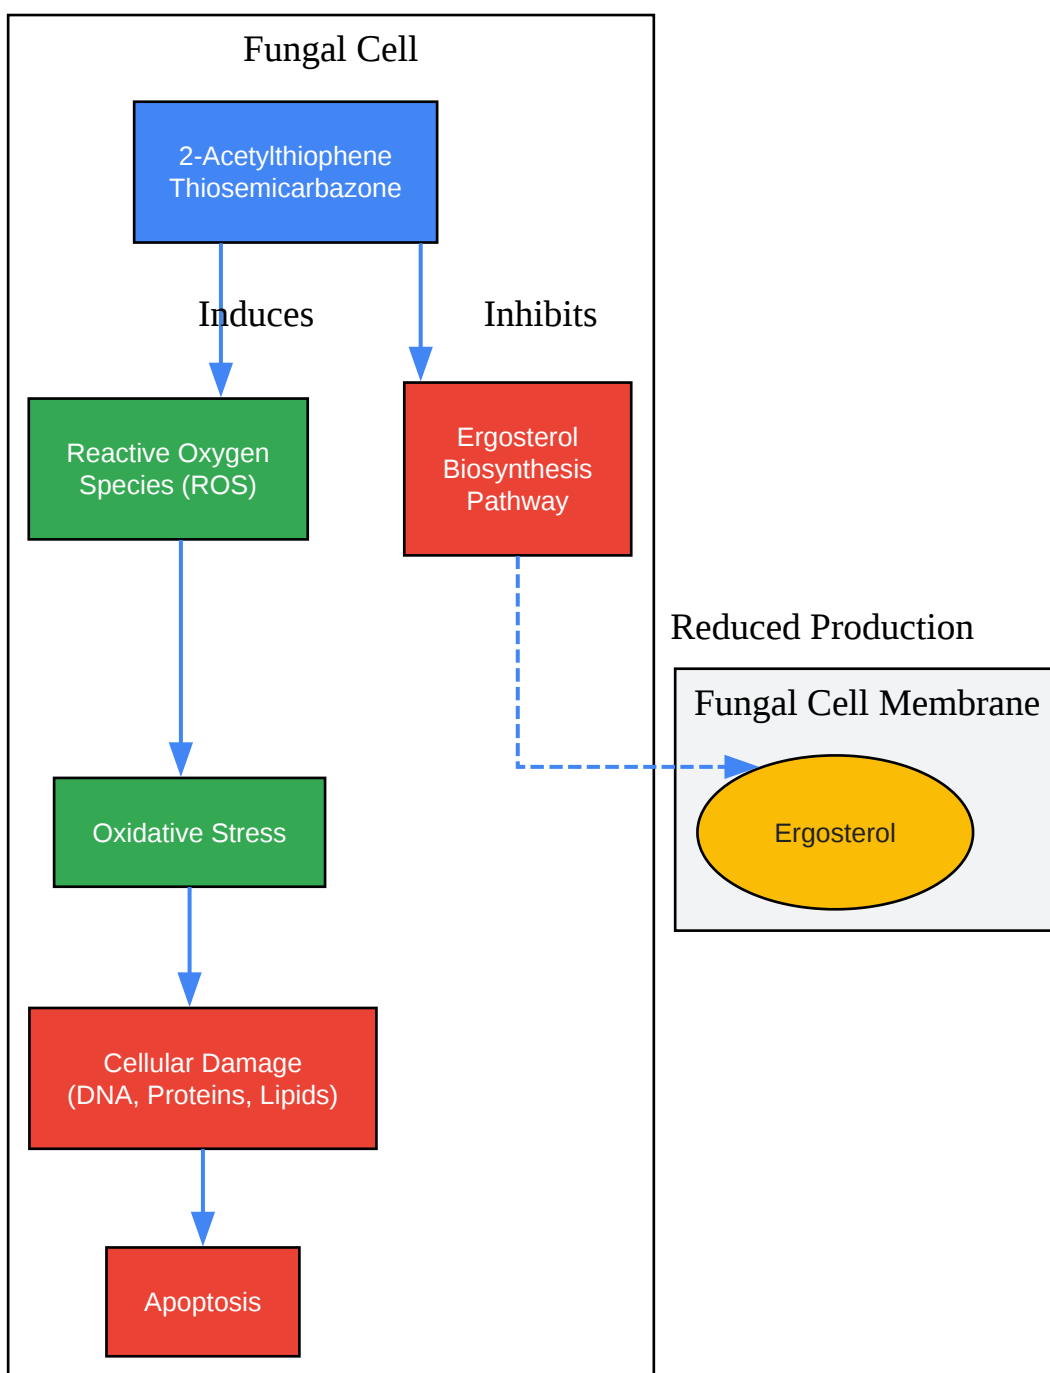 Fungal Cell
2-Acetylthiophene
Thiosemicarbazone
Induces
Inhibits
Reactive Oxygen
Species (ROS)
Ergosterol
Biosynthesis
Pathway
Reduced Production
Fungal Cell Membrane
Ergosterol
Oxidative Stress
Cellular Damage
(DNA, Proteins, Lipids)
Apoptosis